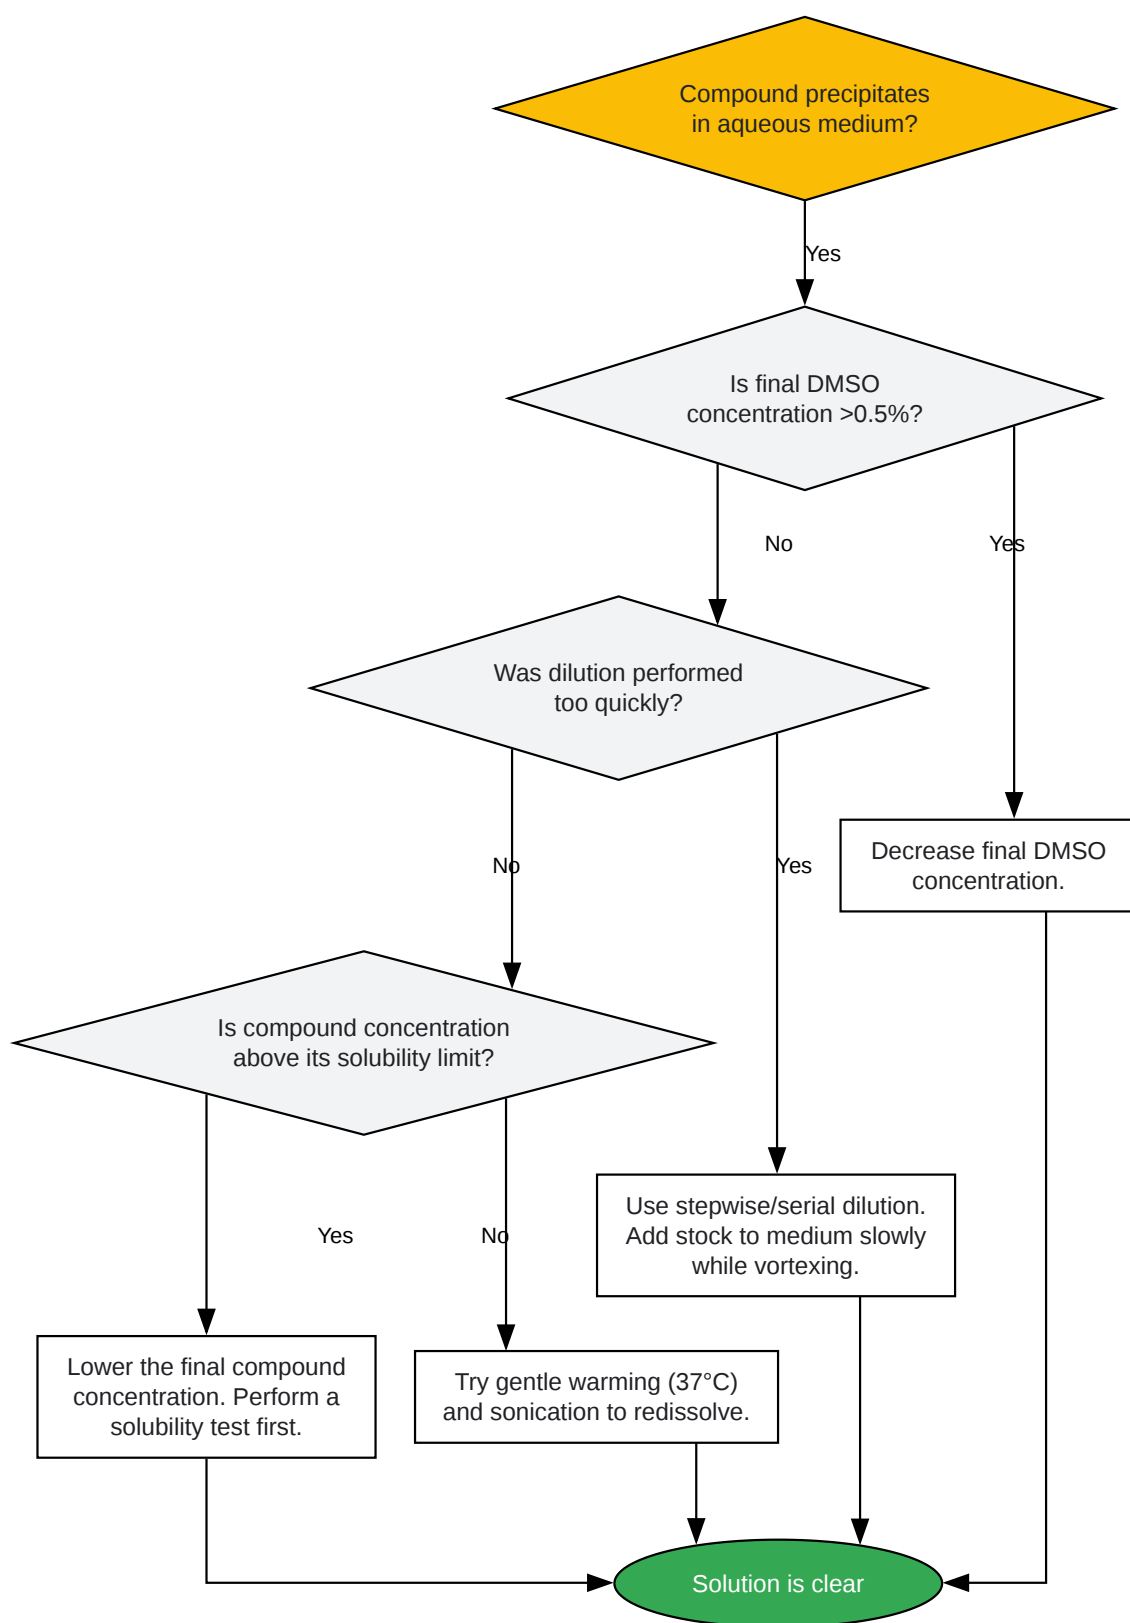 Compound precipitates
in aqueous medium?
Yes
Is final DMSO
concentration >0.5%?
No
Yes
Was dilution performed
too quickly?
No
Yes
Decrease final DMSO
concentration.
Is compound concentration
above its solubility limit?
Yes
No
Use stepwise/serial dilution.
Add stock to medium slowly
while vortexing.
Lower the final compound
concentration. Perform a
solubility test first.
Try gentle warming (37°C)
and sonication to redissolve.
Solution is clear